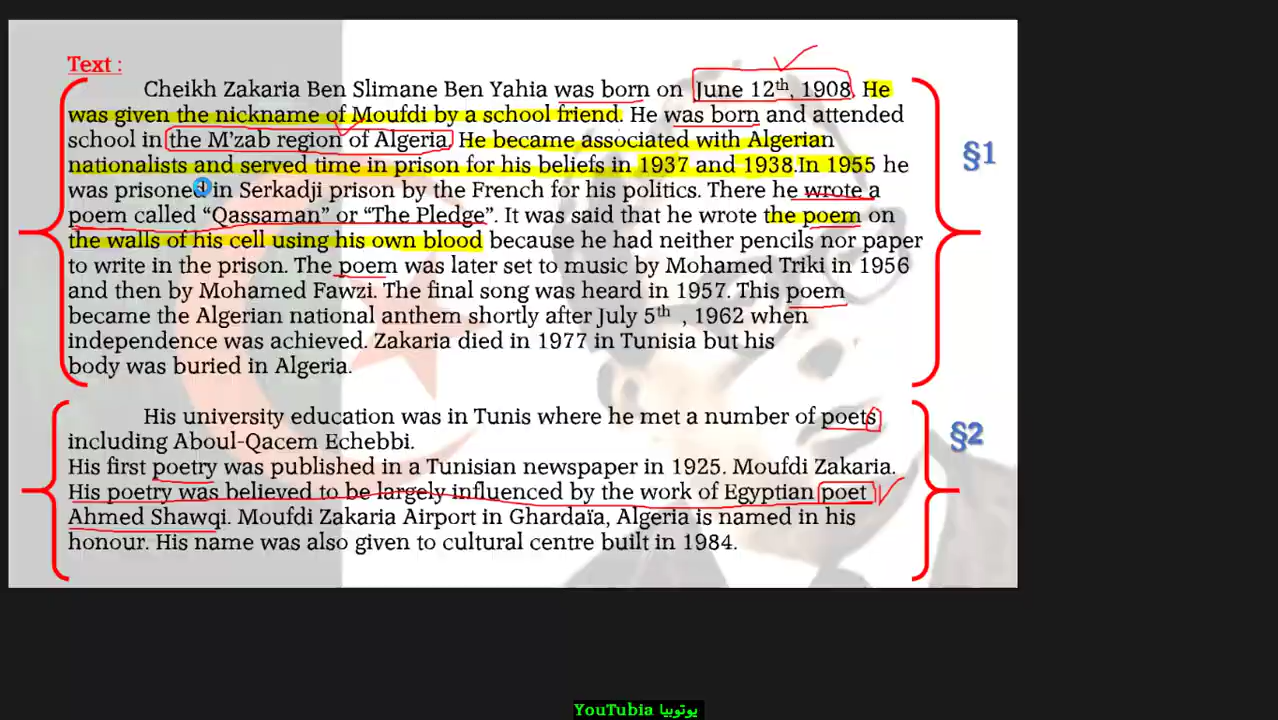 Text :
Cheikh Zakaria Ben Slimane Ben Yahia was born on June 12th, 1908. He
was given the nickname of Moufdi by a school friend. He was born and attended
school in the M'zab region of Algeria. He became associated with Algerian
nationalists and served time in prison for his beliefs in 1937 and 1938.In 1955 he
was prisoned in Serkadji prison by the French for his politics. There he wrote a
poem called “Qassaman” or “The Pledge”. It was said that he wrote the poem on
the walls of his cell using his own blood because he had neither pencils nor paper
to write in the prison. The poem was later set to music by Mohamed Triki in 1956
and then by Mohamed Fawzi. The final song was heard in 1957. This poem
became the Algerian national anthem shortly after July 5th , 1962 when
independence was achieved. Zakaria died in 1977 in Tunisia but his
body was buried in Algeria.
§1
His university education was in Tunis where he met a number of poets
including Aboul-Qacem Echebbi.
His first poetry was published in a Tunisian newspaper in 1925. Moufdi Zakaria.
His poetry was believed to be largely influenced by the work of Egyptian poet
Ahmed Shawqi. Moufdi Zakaria Airport in Ghardaïa, Algeria is named in his
honour. His name was also given to cultural centre built in 1984.
§2
YouTubia يوتوبيا